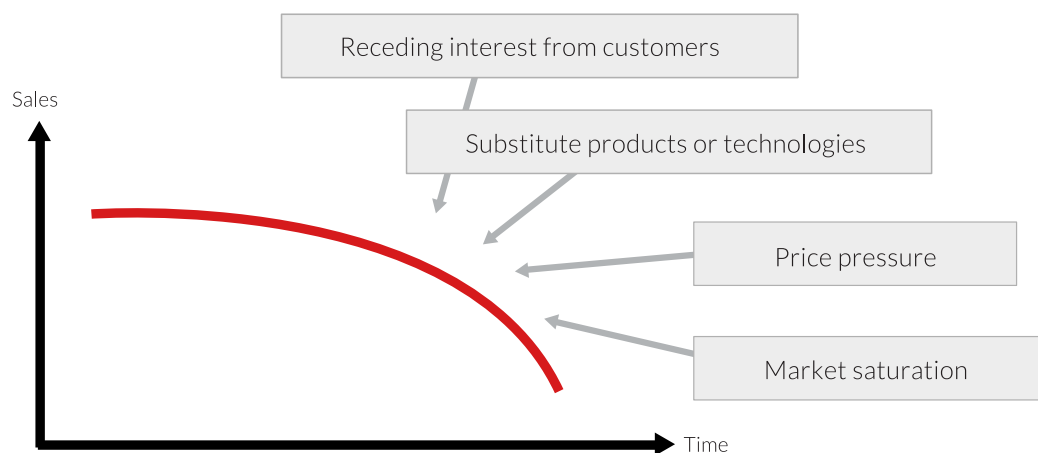 Receding interest from customers
Sales
Substitute products or technologies
Price pressure
Market saturation
Time